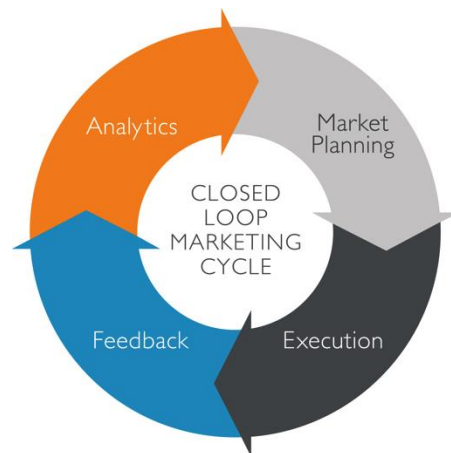 Analytics
Market
Planning
CLOSED
LOOP
MARKETING
CYCLE
Feedback
Execution